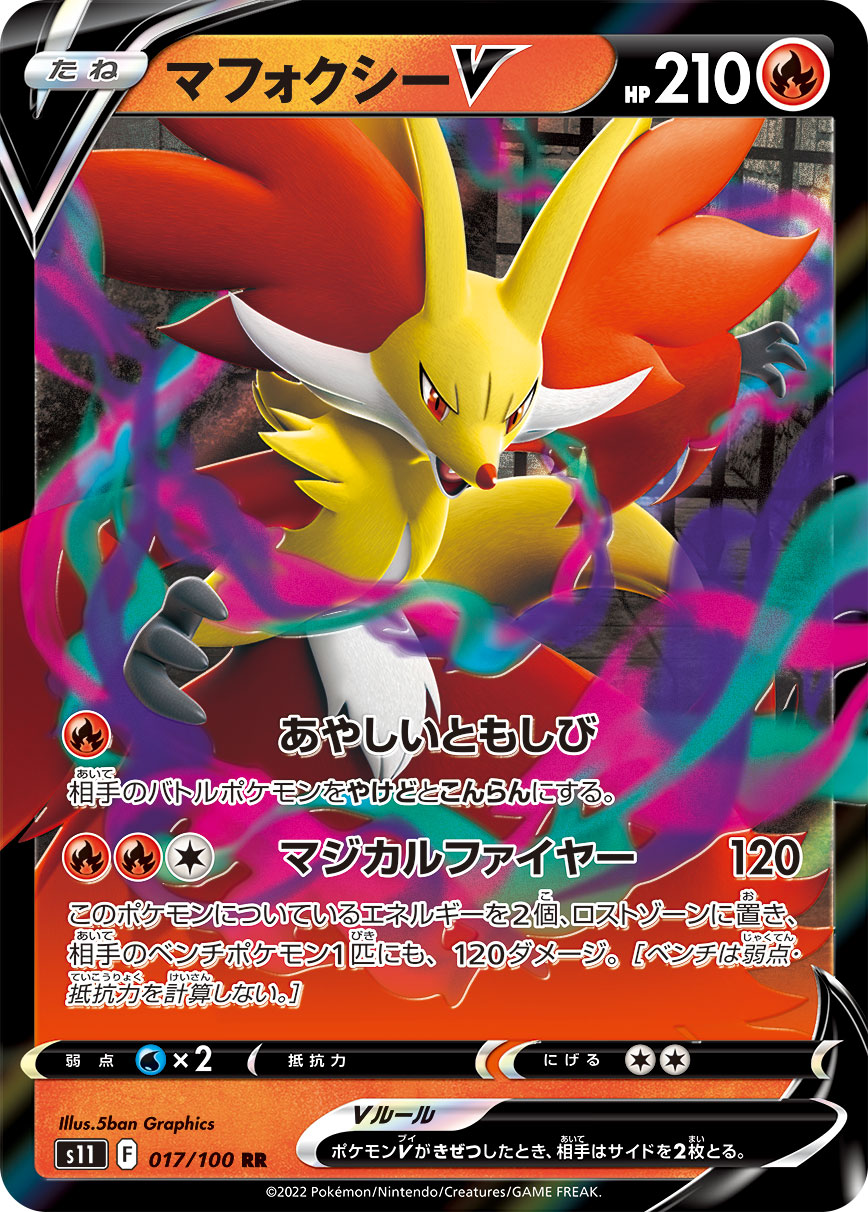 たね マフォクシーV HP 210
あやしいともしび
相手のバトルポケモンをやけどとこんらんにする。
マジカルファイヤー 120
このポケモンについているエネルギーを2個、ロストゾーンに置き、
相手のベンチポケモン1匹にも、120ダメージ。[ベンチは弱点・
抵抗力を計算しない。]
弱点 ×2 抵抗力 にげる
Illus.5ban Graphics
Vルール
ポケモンVがきぜつしたとき、相手はサイドを2枚とる。
s11 F 017/100 RR
©2022 Pokémon/Nintendo/Creatures/GAME FREAK.